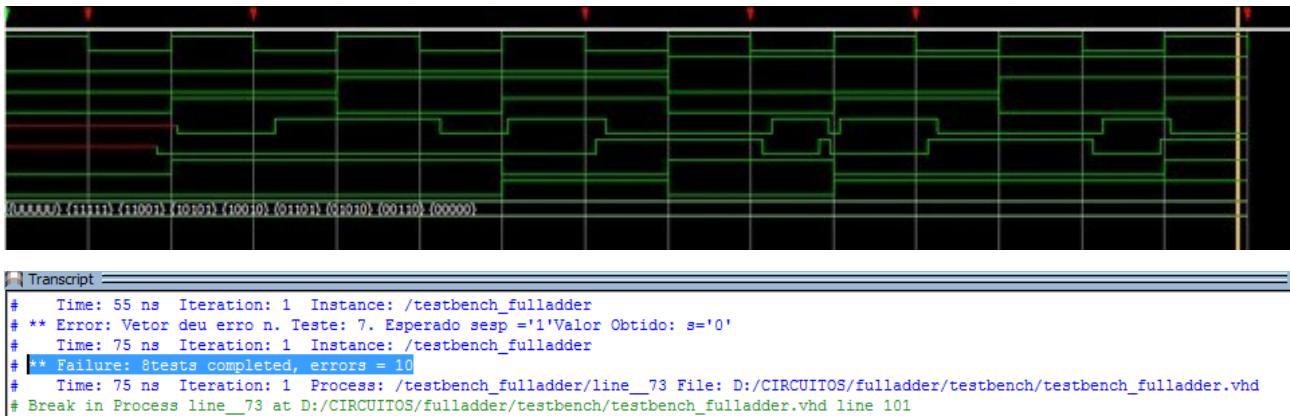 {UUUUU} {11111} {11001} {10101} {10010} {01101} {01010} {00110} {00000}
Transcript
# Time: 55 ns Iteration: 1 Instance: /testbench_fulladder
# ** Error: Vetor deu erro n. Teste: 7. Esperado sesp ='1'Valor Obtido: s='0'
# Time: 75 ns Iteration: 1 Instance: /testbench_fulladder
# ** Failure: 8tests completed, errors = 10
# Time: 75 ns Iteration: 1 Process: /testbench_fulladder/line__73 File: D:/CIRCUITOS/fulladder/testbench/testbench_fulladder.vhd
# Break in Process line__73 at D:/CIRCUITOS/fulladder/testbench/testbench_fulladder.vhd line 101